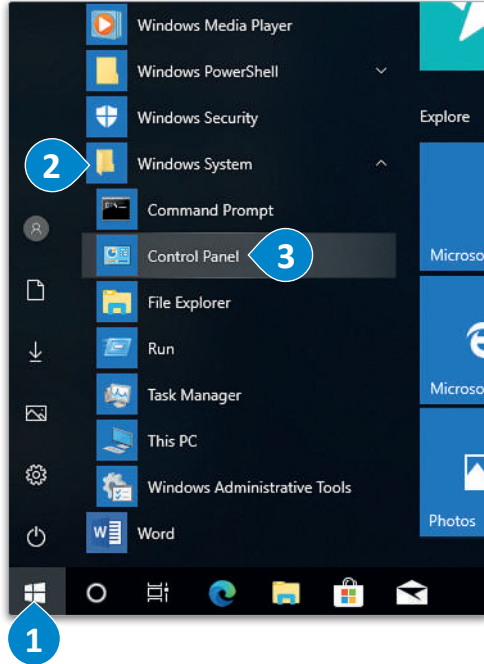 Windows Media Player
Windows PowerShell
Windows Security
Explore
2
Windows System
Command Prompt
Control Panel
3
Microso
File Explorer
Run
Task Manager
Microso
This PC
Windows Administrative Tools
Photos
Word
1